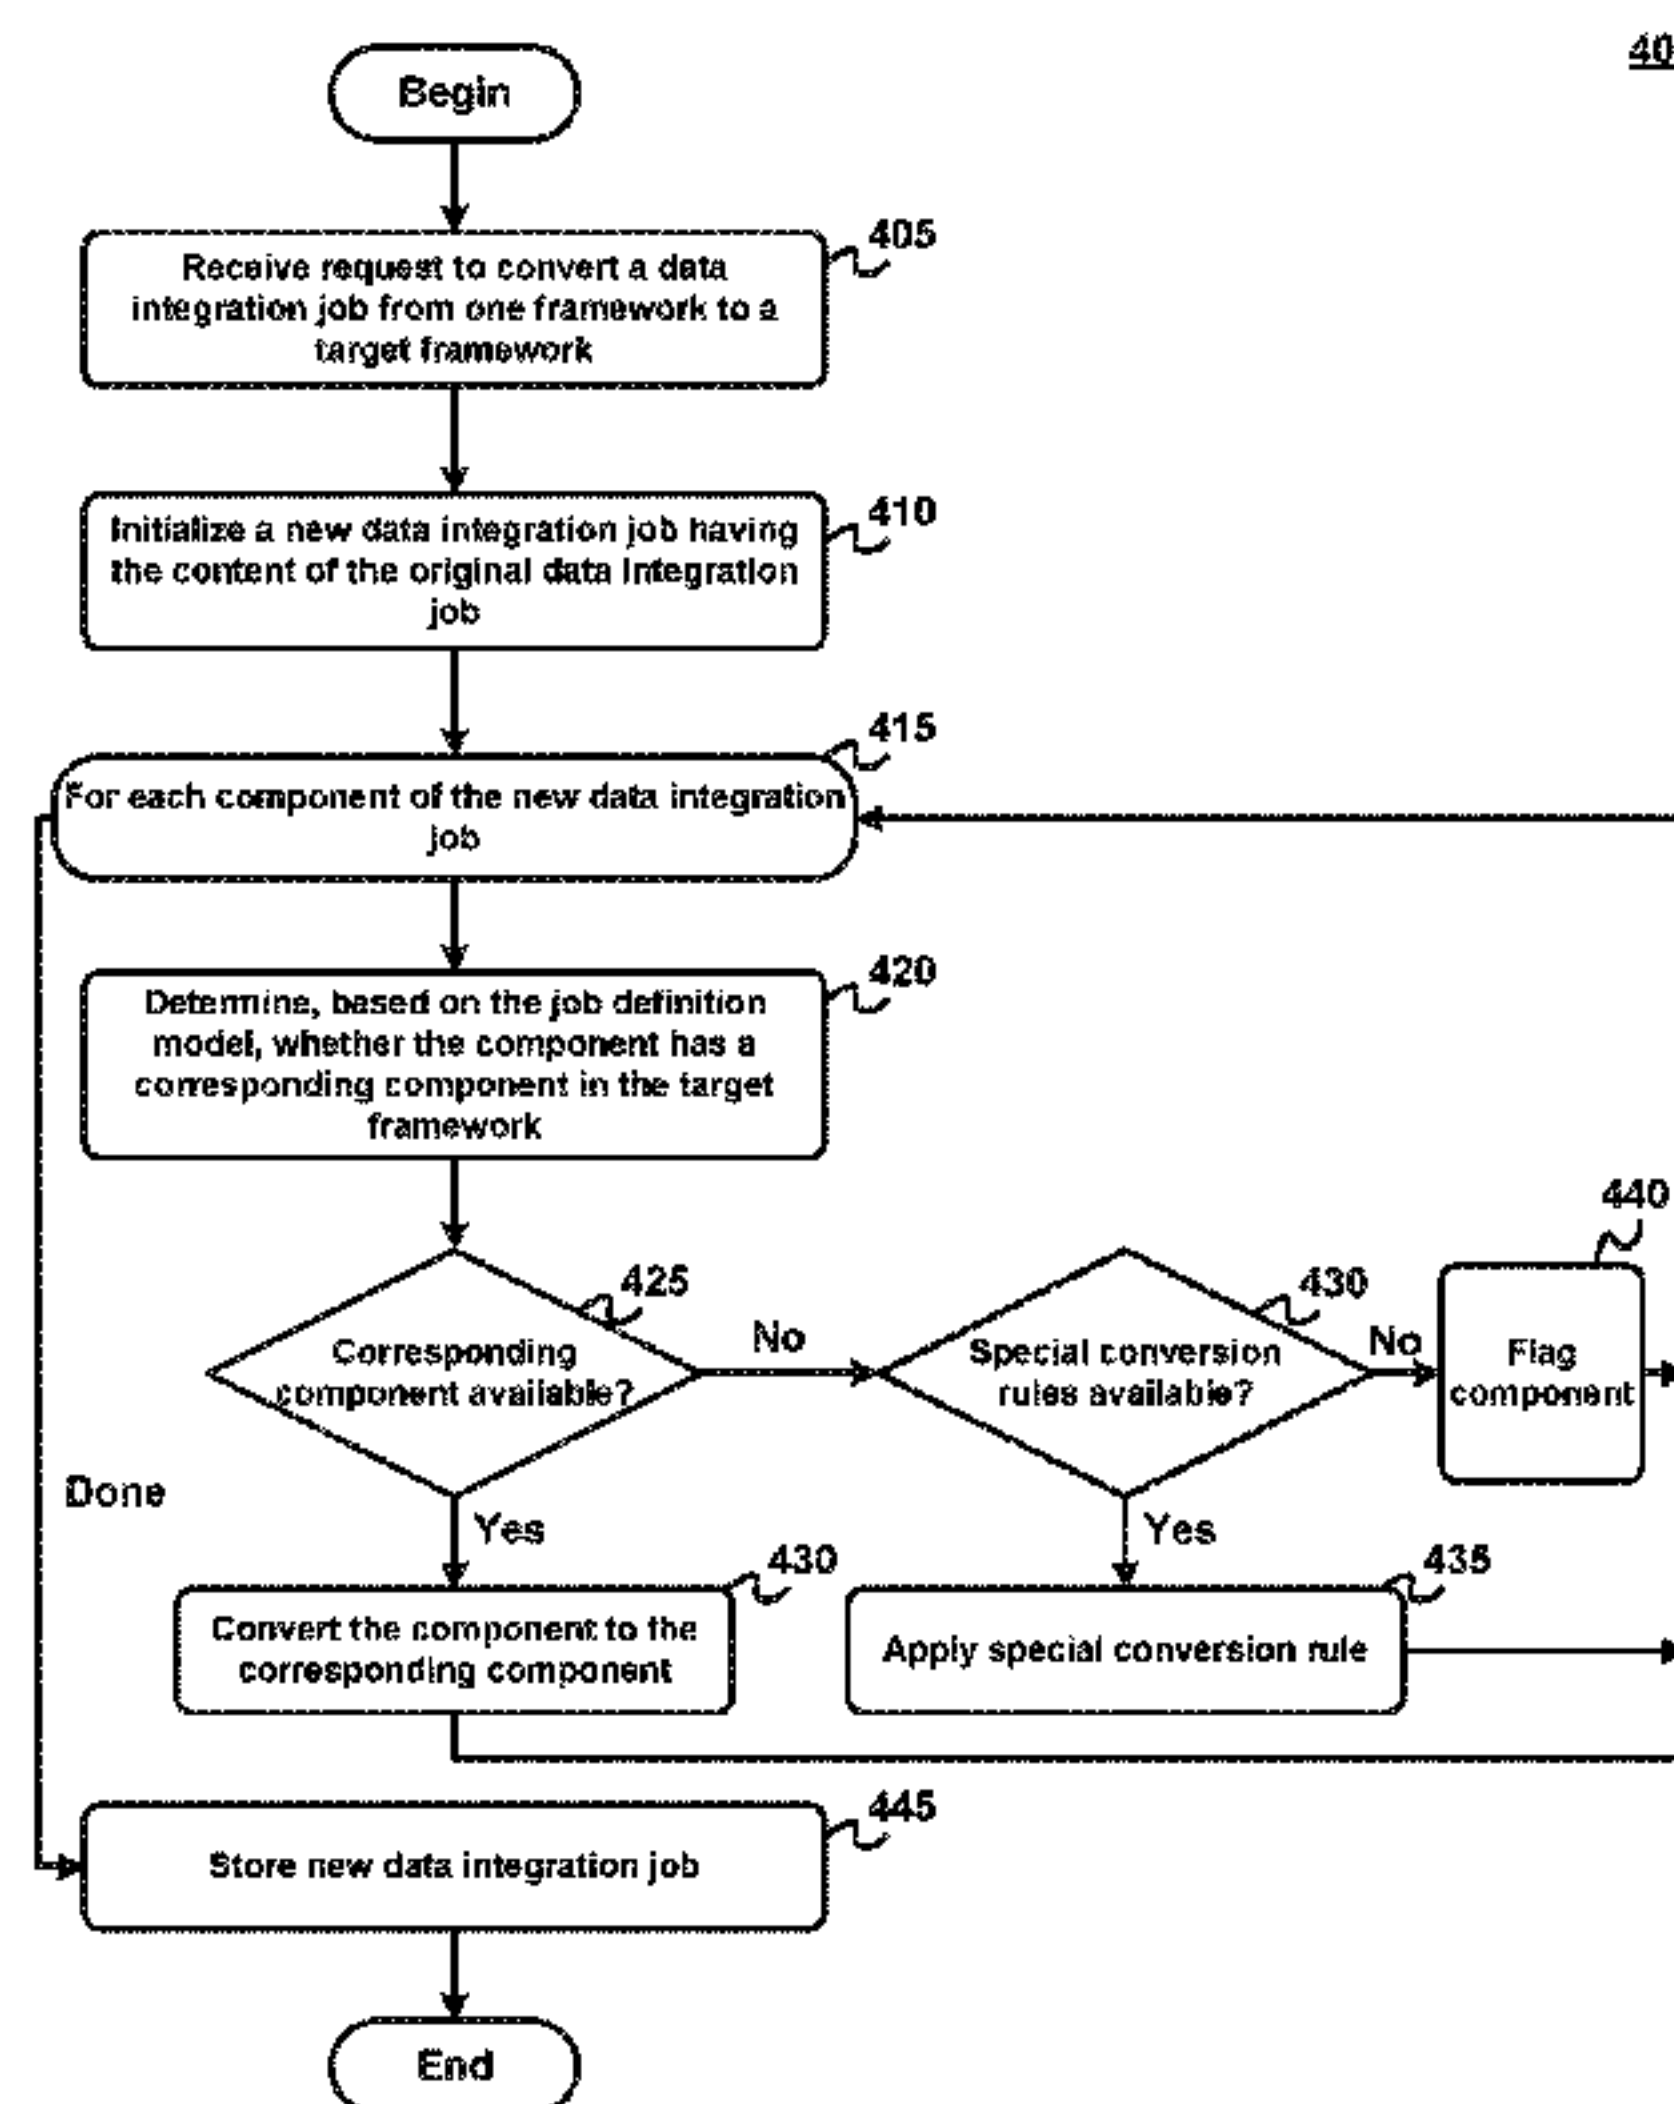 40
Begin
405
Receive request to convert a data
integration job from one framework to a
target framework
410
Initialize a new data integration job having
the content of the original data integration
job
415
For each component of the new data integration
job
420
Determine, based on the job definition
model, whether the component has a
corresponding component in the target
framework
440
425
430
No
No
Corresponding
component available?
Special conversion
rules available?
Flag
component
Done
Yes
Yes
430
435
Convert the component to the
corresponding component
Apply special conversion rule
445
Store new data integration job
End